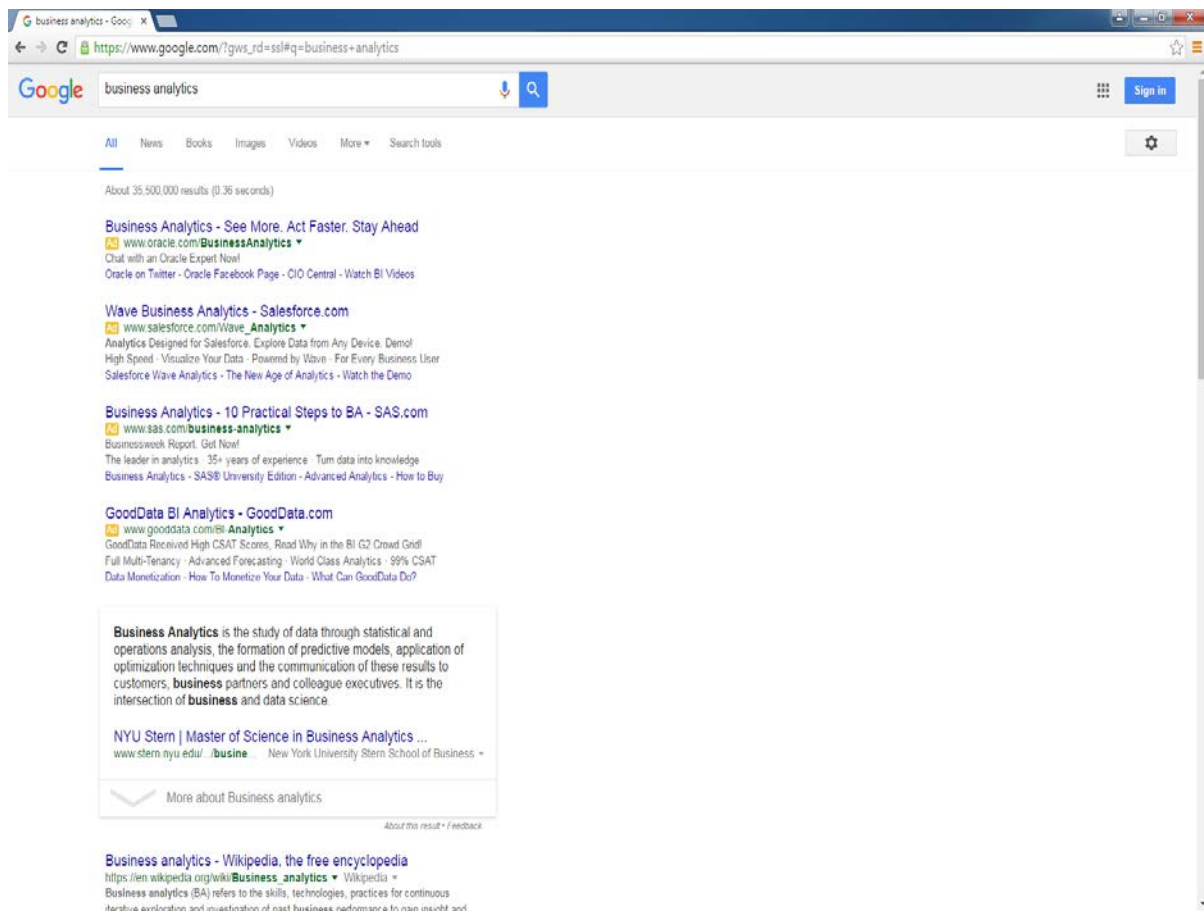 business analytics - Goog
https://www.google.com/?gws_rd=ssl#q=business+analytics
Google
business analytics
Sign in
All News Books Images Videos More ▾ Search tools
About 35,500,000 results (0.36 seconds)
Business Analytics - See More. Act Faster. Stay Ahead
Ad www.oracle.com/BusinessAnalytics ▾
Chat with an Oracle Expert Now!
Oracle on Twitter - Oracle Facebook Page - CIO Central - Watch BI Videos
Wave Business Analytics - Salesforce.com
Ad www.salesforce.com/Wave_Analytics ▾
Analytics Designed for Salesforce. Explore Data from Any Device. Demo!
High Speed · Visualize Your Data · Powered by Wave · For Every Business User
Salesforce Wave Analytics - The New Age of Analytics - Watch the Demo
Business Analytics - 10 Practical Steps to BA - SAS.com
Ad www.sas.com/business-analytics ▾
Businessweek Report. Get Now!
The leader in analytics · 35+ years of experience · Turn data into knowledge
Business Analytics - SAS® University Edition - Advanced Analytics - How to Buy
GoodData BI Analytics - GoodData.com
Ad www.gooddata.com/BI-Analytics ▾
GoodData Received High CSAT Scores, Read Why in the BI G2 Crowd Grid!
Full Multi-Tenancy · Advanced Forecasting · World Class Analytics · 99% CSAT
Data Monetization - How To Monetize Your Data - What Can GoodData Do?
Business Analytics is the study of data through statistical and
operations analysis, the formation of predictive models, application of
optimization techniques and the communication of these results to
customers, business partners and colleague executives. It is the
intersection of business and data science.
NYU Stern | Master of Science in Business Analytics ...
www.stern.nyu.edu/.../busine... New York University Stern School of Business ▾
More about Business analytics
About this result • Feedback
Business analytics - Wikipedia, the free encyclopedia
https://en.wikipedia.org/wiki/Business_analytics ▾ Wikipedia ▾
Business analytics (BA) refers to the skills, technologies, practices for continuous
iterative exploration and investigation of past business performance to gain insight and